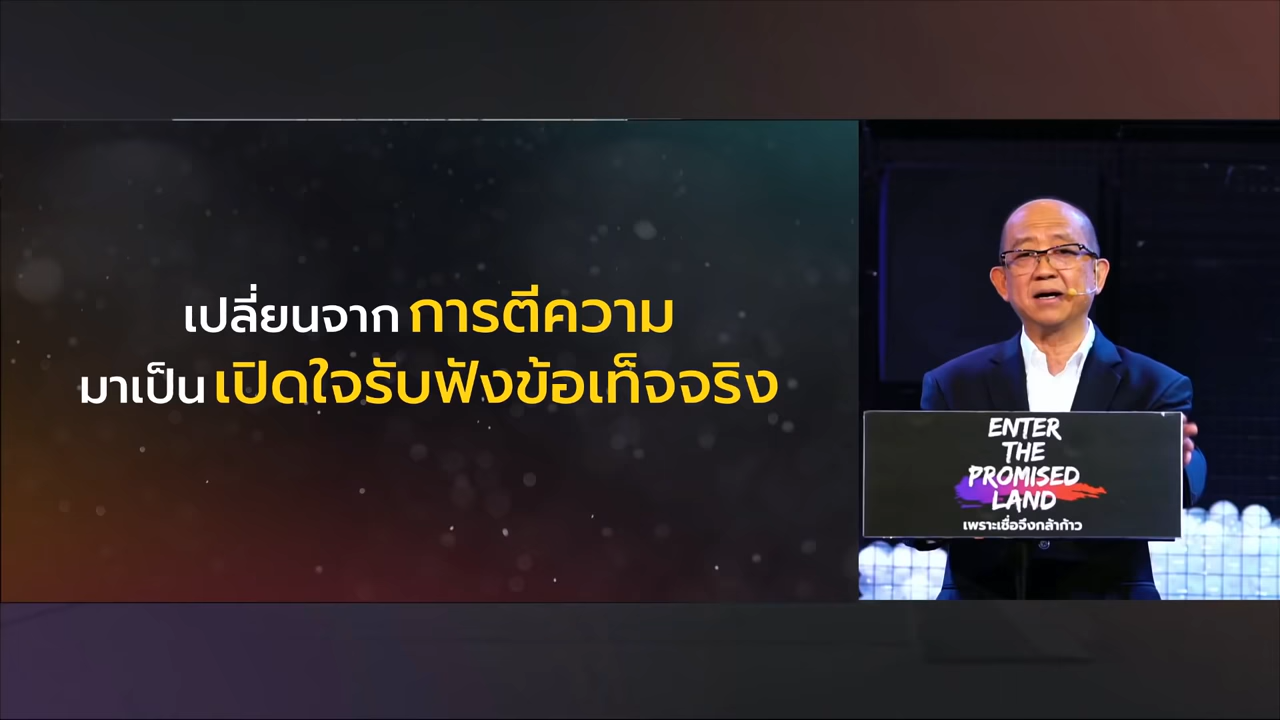 เปลี่ยนจาก การตีความ
มาเป็น เปิดใจรับฟังข้อเท็จจริง
ENTER
THE
PROMISED
LAND
เพราะเชื่อจึงกล้าก้าว